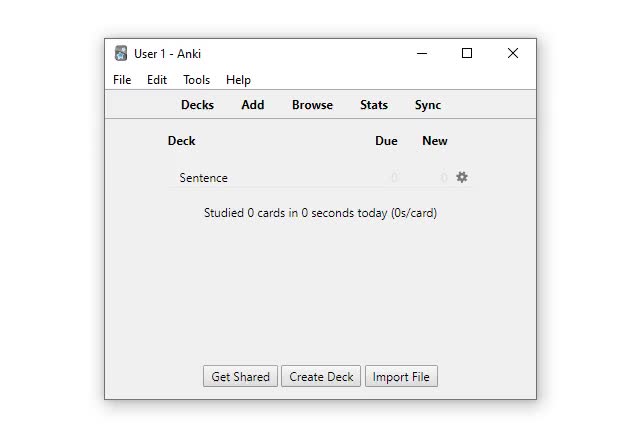 User 1 - Anki
File Edit Tools Help
Decks Add Browse Stats Sync
Deck Due New
Sentence 0 0
Studied 0 cards in 0 seconds today (0s/card)
Get Shared Create Deck Import File